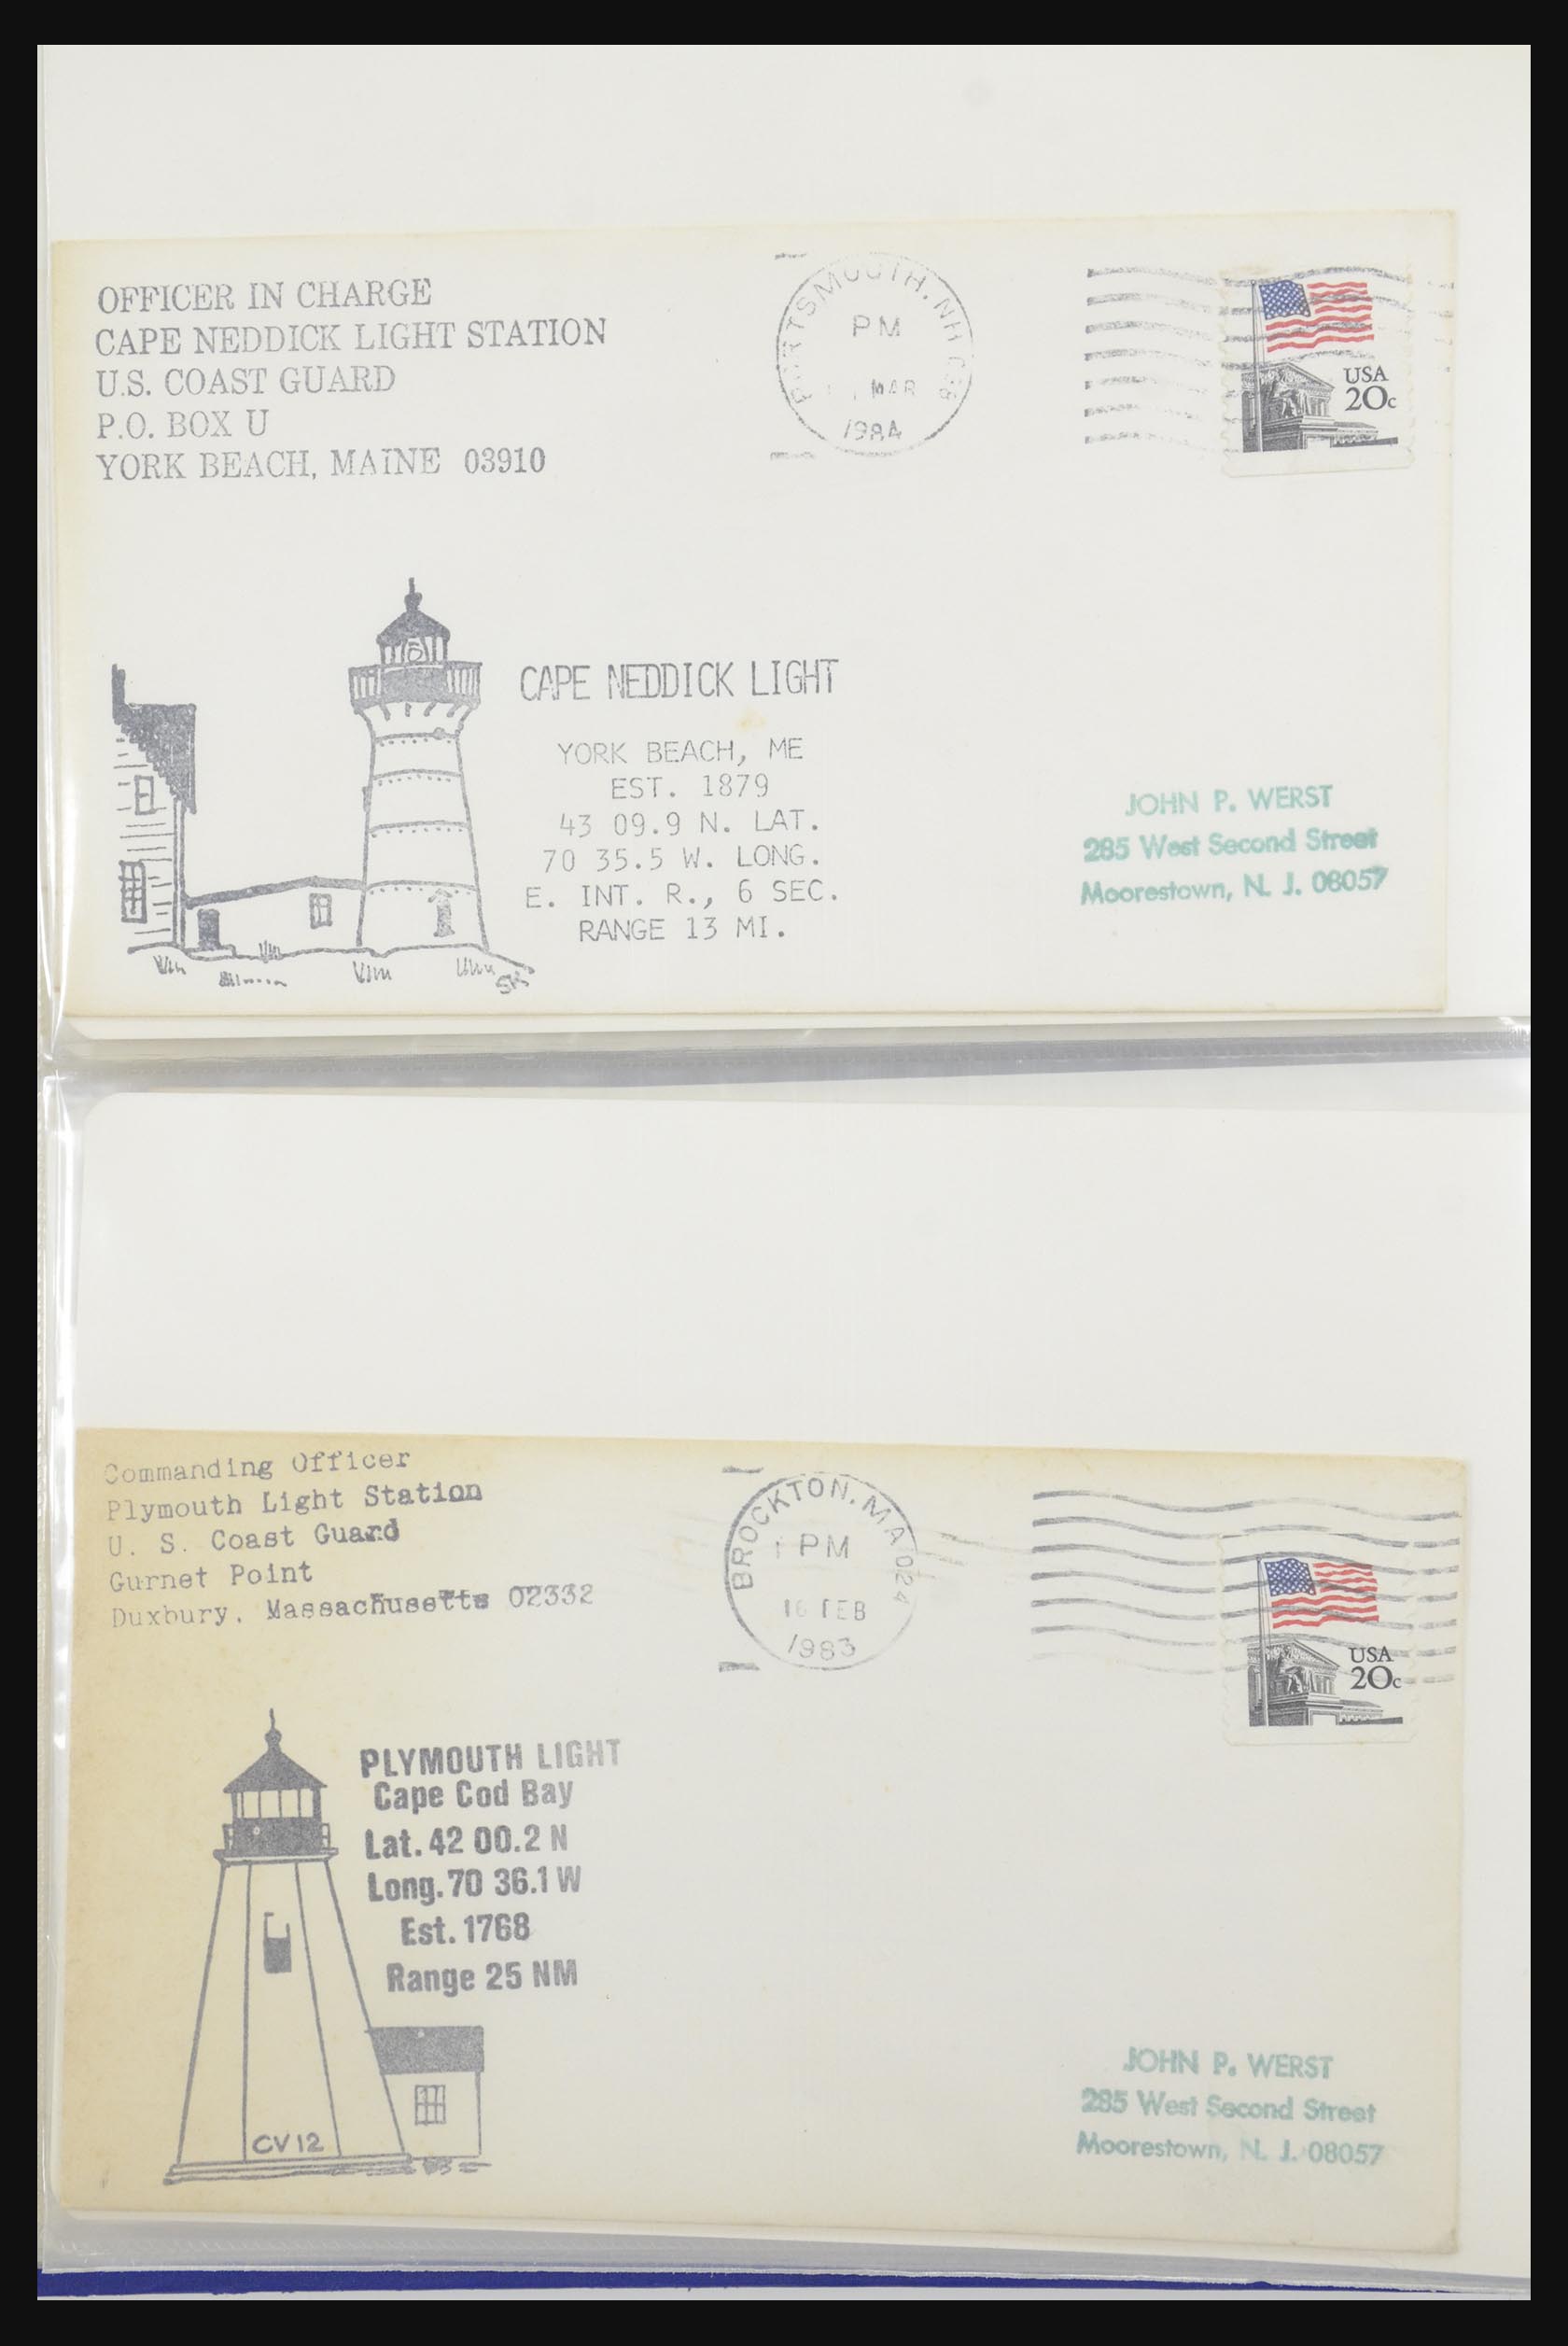 OFFICER IN CHARGE
CAPE NEDDICK LIGHT STATION
U.S. COAST GUARD
P.O. BOX U
YORK BEACH, MAINE 03910
PORTSMOUTH, NH
PM
MAR
1984
USA
20c
CAPE NEDDICK LIGHT
YORK BEACH, ME
EST. 1879
43 09.9 N. LAT.
70 35.5 W. LONG.
E. INT. R., 6 SEC.
RANGE 13 MI.
SK
JOHN P. WERST
285 West Second Street
Moorestown, N. J. 08057
Commanding Officer
Plymouth Light Station
U. S. Coast Guard
Gurnet Point
Duxbury, Massachusetts 02332
BROCKTON, MA 024
PM
16 FEB
1983
USA
20c
PLYMOUTH LIGHT
Cape Cod Bay
Lat. 42 00.2 N
Long. 70 36.1 W
Est. 1768
Range 25 NM
CV 12
JOHN P. WERST
285 West Second Street
Moorestown, N. J. 08057